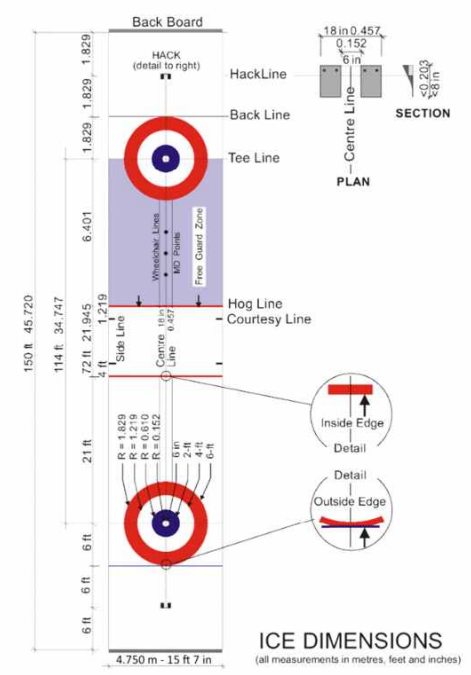 Back Board
18 in 0.457
0.152
6 in
HACK
(detail to right)
HackLine
Centre Line
<0.203
<8 in
SECTION
PLAN
1.829
1.829
1.829
Back Line
Tee Line
6.401
Wheelchair Lines
MD Points
Free Guard Zone
1.219
Hog Line
Courtesy Line
150 ft 45.720
114 ft 34.747
72 ft 21.945
4 ft
Side Line
Centre Line
18 in
0.457
Inside Edge
Detail
Detail
Outside Edge
21 ft
R = 1.829
R = 1.219
R = 0.610
R = 0.152
6 in
2-ft
4-ft
6-ft
6 ft
6 ft
6 ft
4.750 m - 15 ft 7 in
ICE DIMENSIONS
(all measurements in metres, feet and inches)